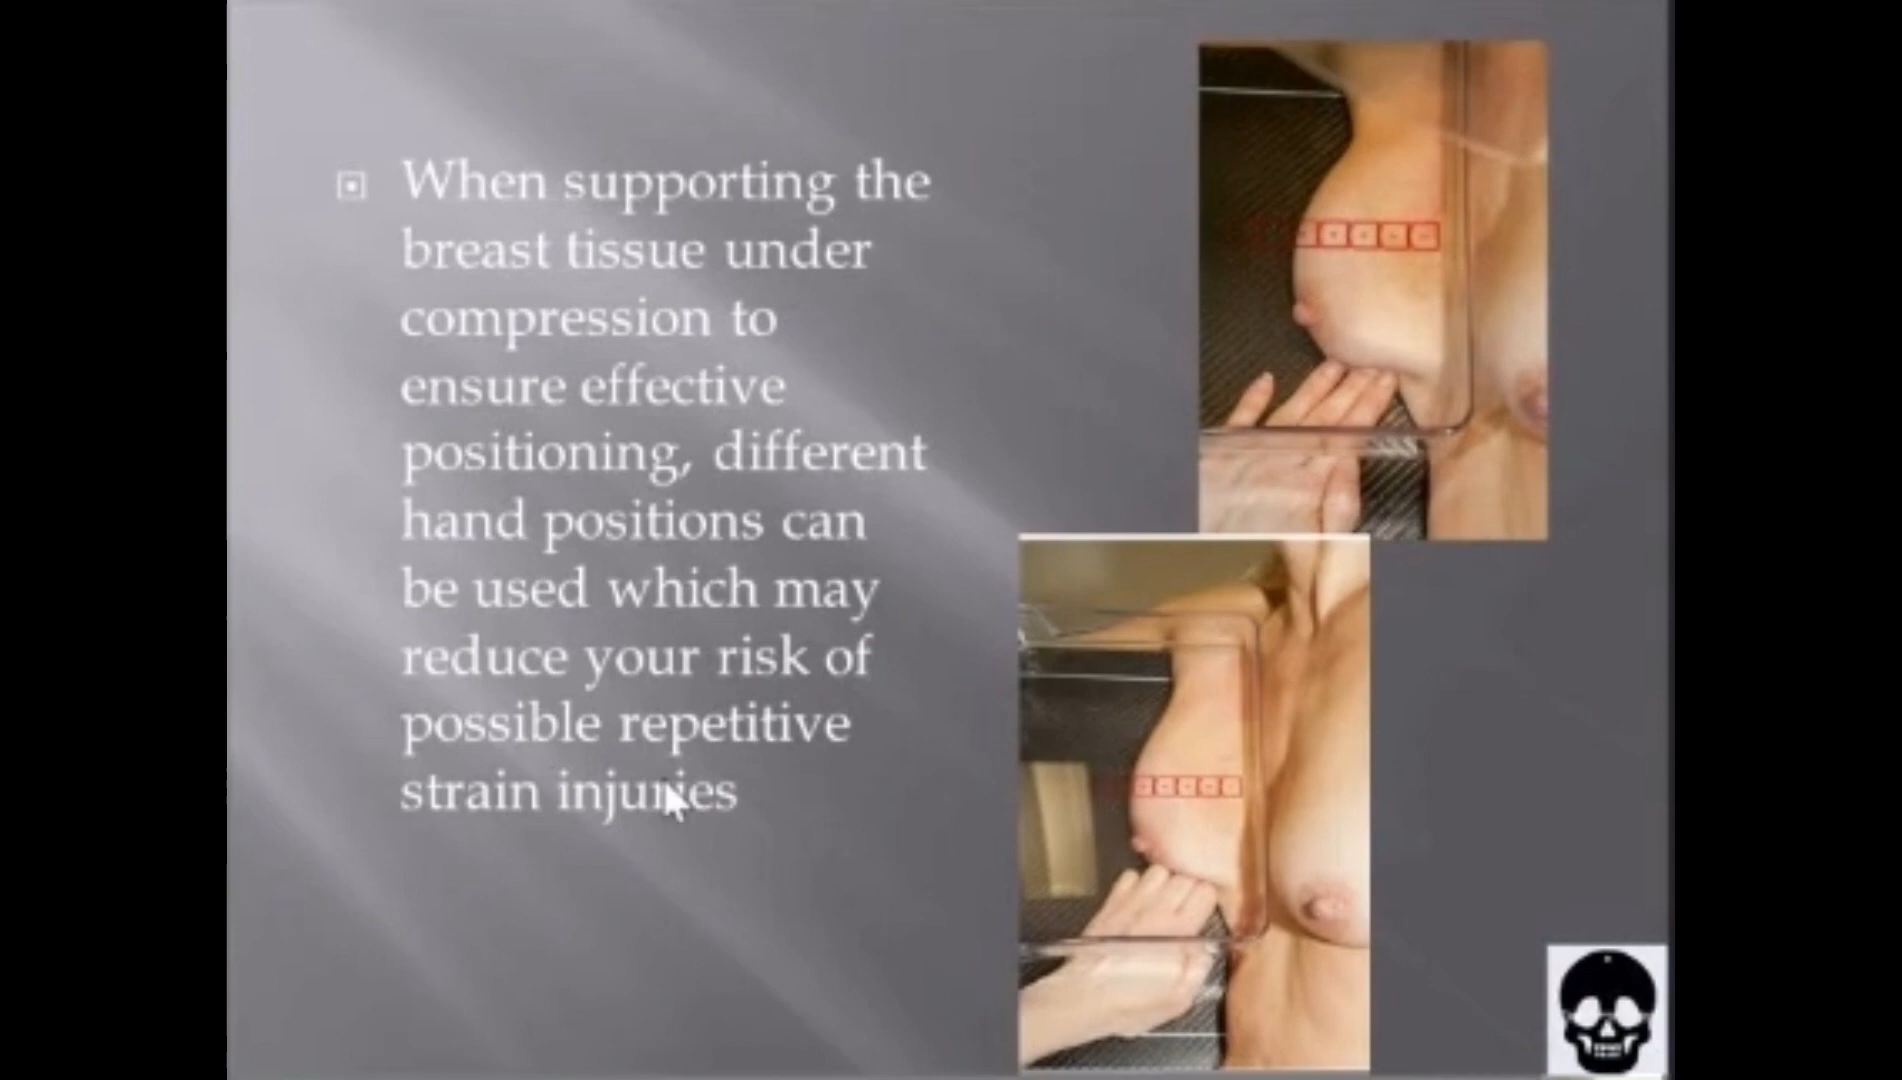 When supporting the
breast tissue under
compression to
ensure effective
positioning, different
hand positions can
be used which may
reduce your risk of
possible repetitive
strain injuries